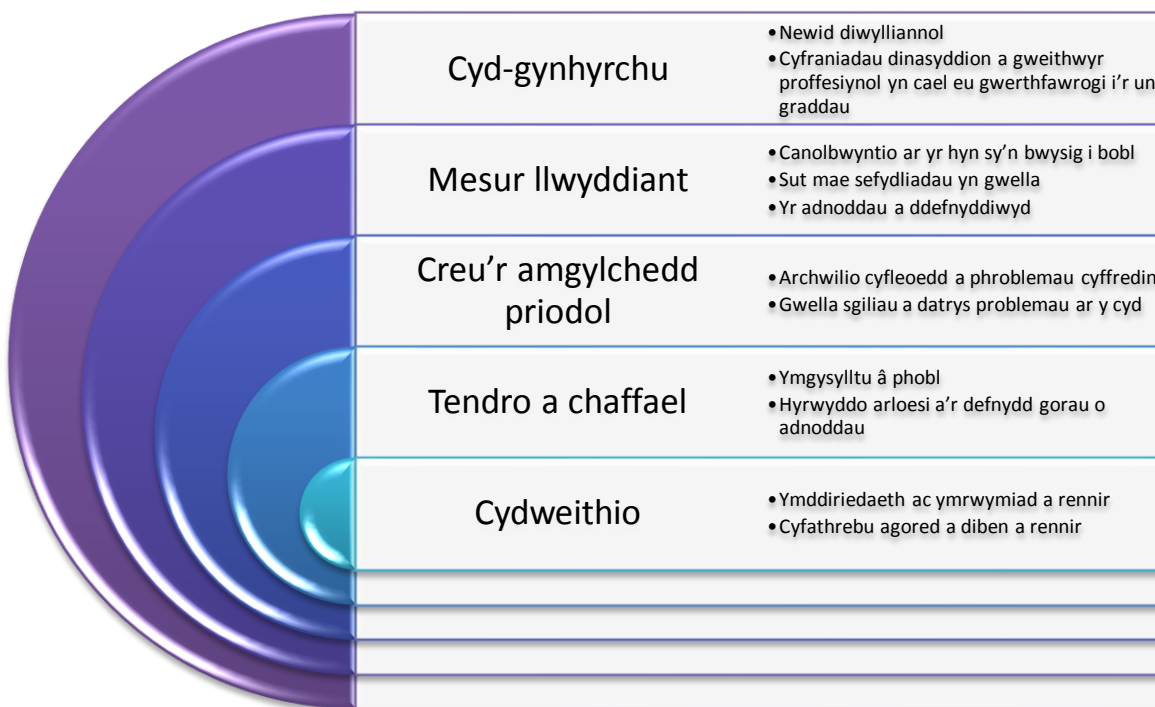 Cyd-gynhyrchu
•Newid diwylliannol
•Cyfraniadau dinasyddion a gweithwyr
proffesiynol yn cael eu gwerthfawrogi i’r un
graddau
Mesur llwyddiant
•Canolbwyntio ar yr hyn sy’n bwysig i bobl
•Sut mae sefydliadau yn gwella
•Yr adnoddau a ddefnyddiwyd
Creu’r amgylchedd
priodol
•Archwilio cyfleoedd a phroblemau cyffredin
•Gwella sgiliau a datrys problemau ar y cyd
Tendro a chaffael
•Ymgysylltu â phobl
•Hyrwyddo arloesi a’r defnydd gorau o
adnoddau
Cydweithio
•Ymddiriedaeth ac ymrwymiad a rennir
•Cyfathrebu agored a diben a rennir